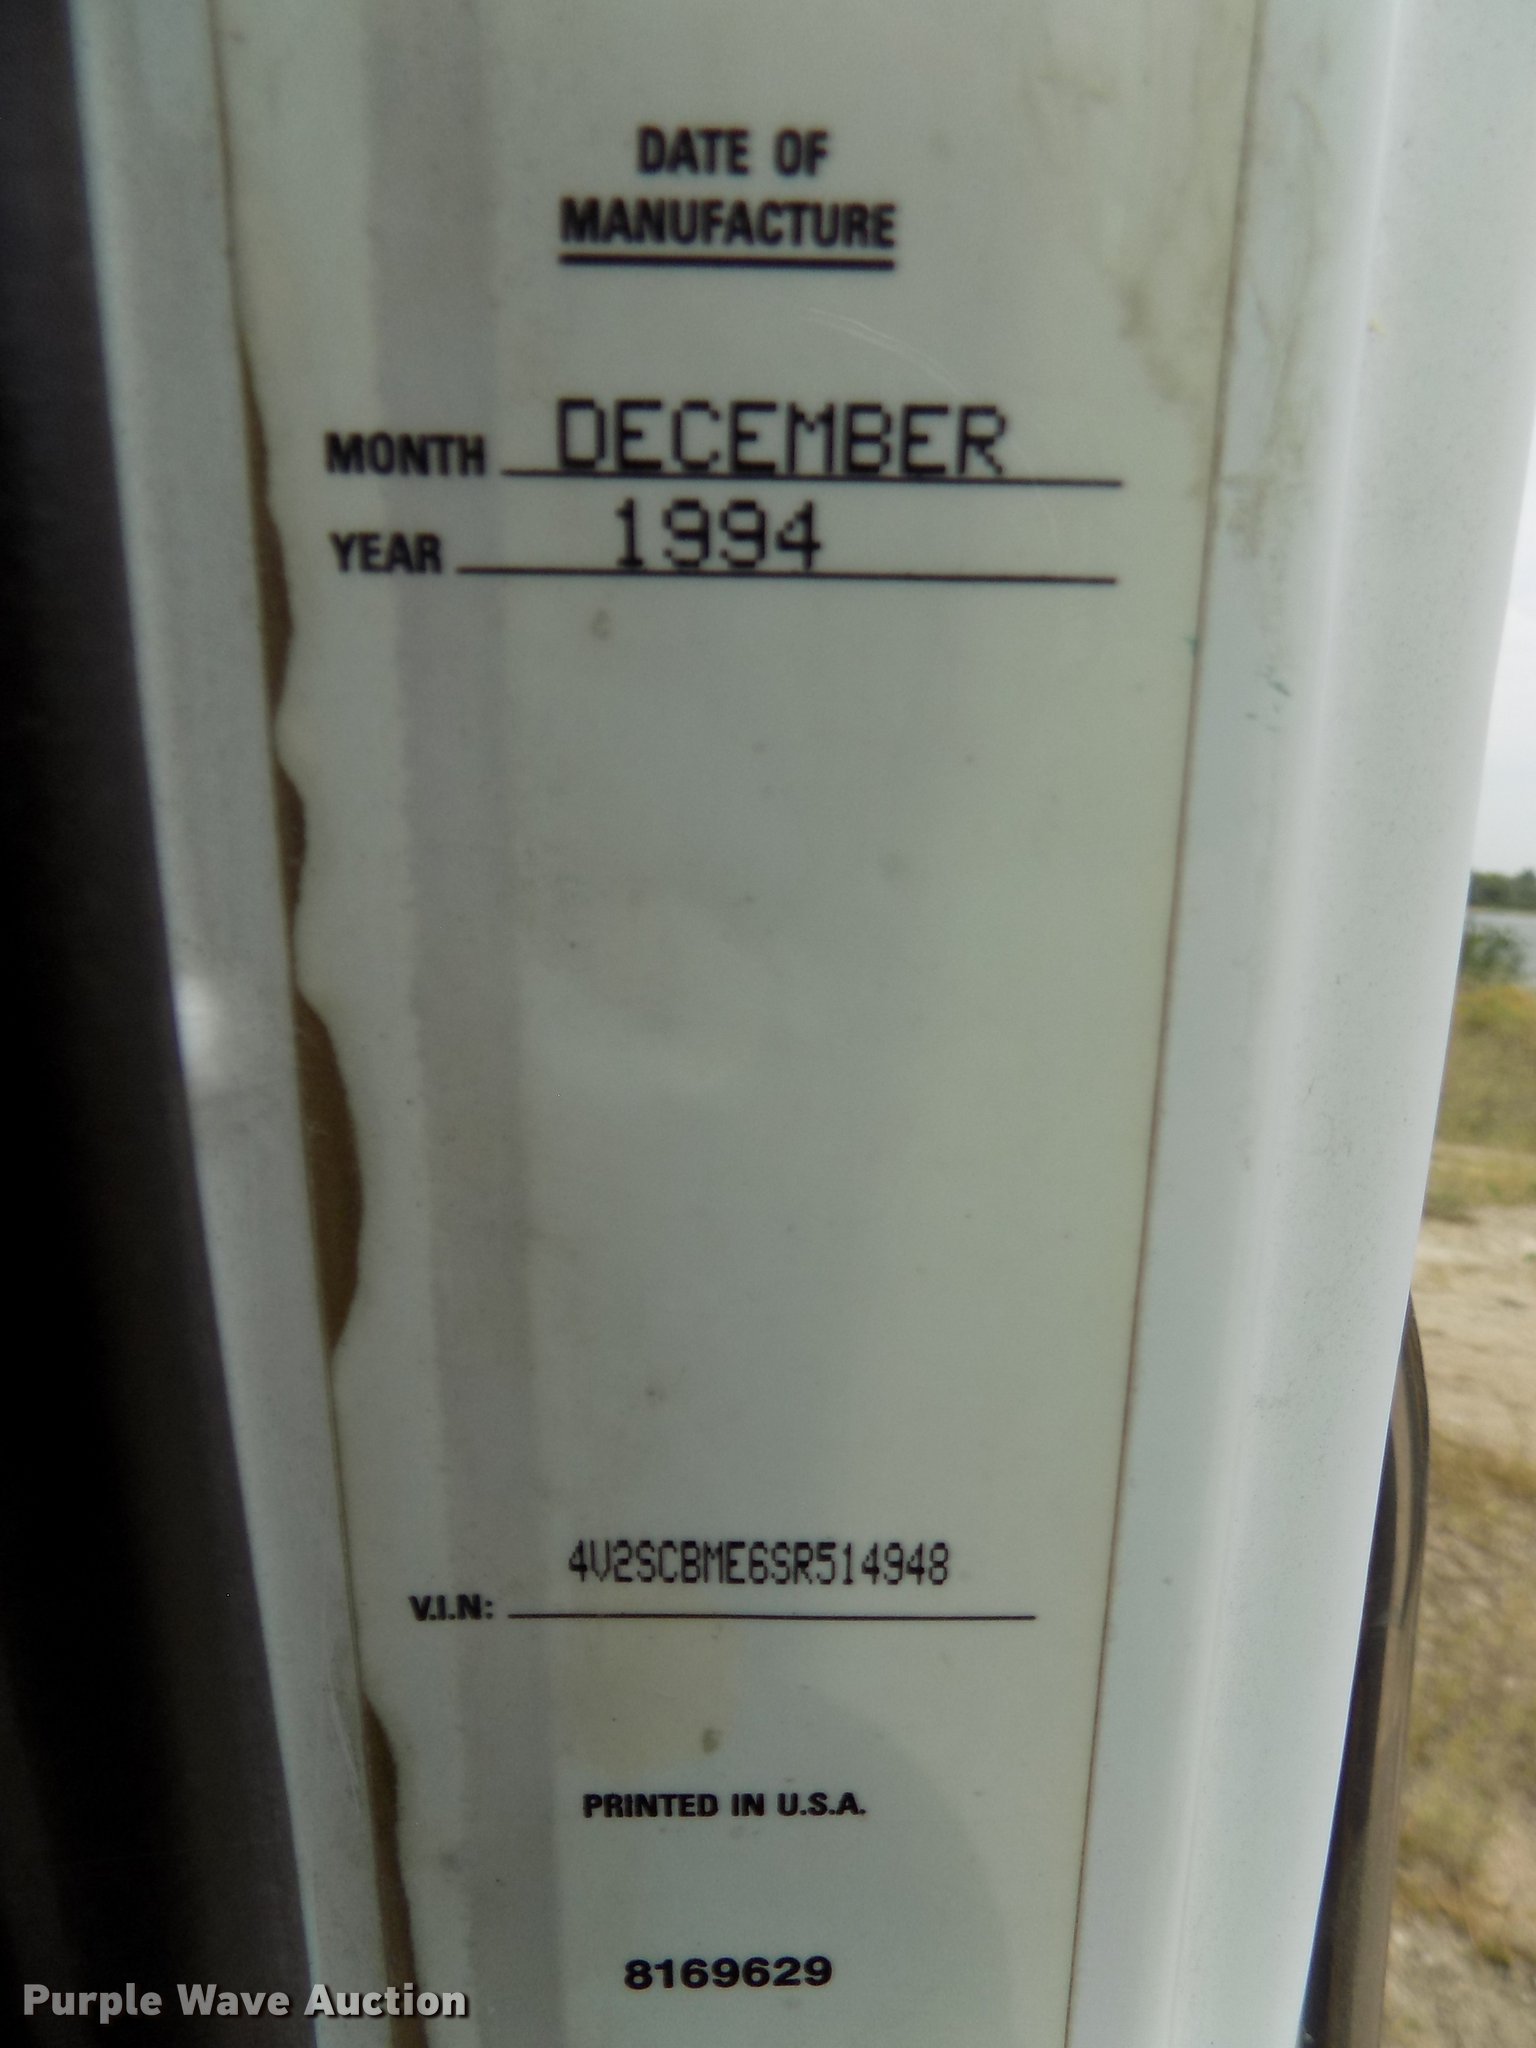 DATE OF
MANUFACTURE
MONTH DECEMBER
YEAR 1994
4V2SCBME6SR514948
V.I.N:
PRINTED IN U.S.A.
8169629
Purple Wave Auction